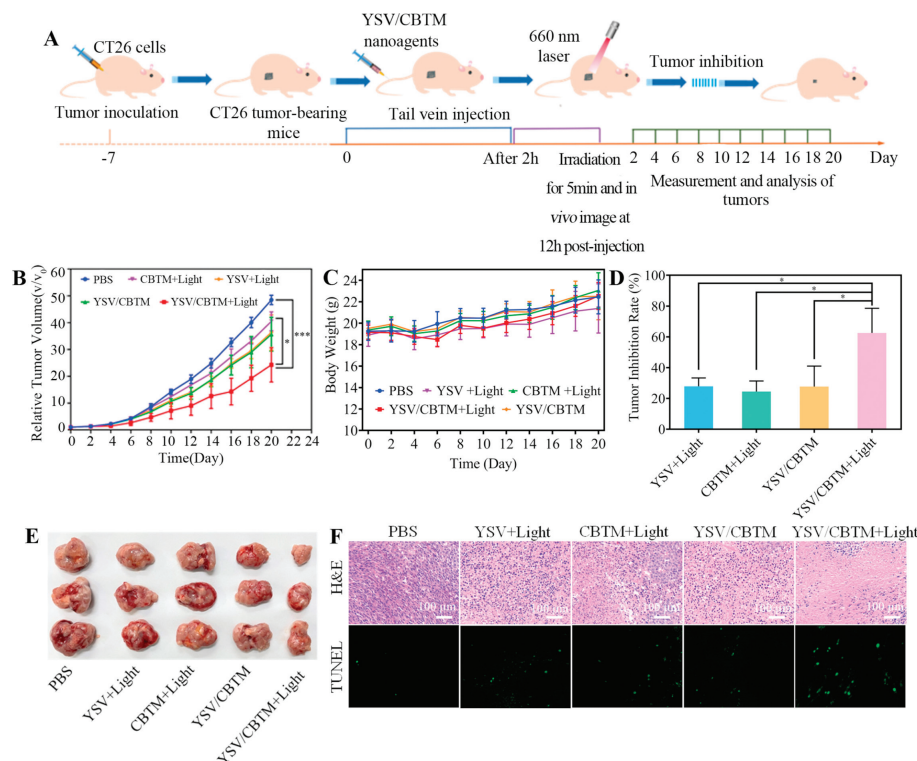 A
CT26 cells
YSV/CBTM
nanoagents
660 nm
laser
Tumor inhibition
Tumor inoculation
CT26 tumor-bearing
mice
Tail vein injection
-7
0
After 2h
Irradiation
for 5min and in
vivo image at
12h post-injection
2 4 6 8 10 12 14 16 18 20 Day
Measurement and analysis of
tumors
B
Relative Tumor Volume(v/v₀)
60
50
40
30
20
10
0
PBS CBTM+Light YSV+Light
YSV/CBTM YSV/CBTM+Light
* ***
0 2 4 6 8 10 12 14 16 18 20 22 24
Time(Day)
C
Body Weight (g)
24
22
20
18
16
14
12
10
PBS YSV +Light CBTM +Light
YSV/CBTM+Light YSV/CBTM
0 2 4 6 8 10 12 14 16 18 20
Time (Day)
D
Tumor Inhibition Rate (%)
100
80
60
40
20
0
*
*
*
YSV+Light
CBTM+Light
YSV/CBTM
YSV/CBTM+Light
E
PBS
YSV+Light
CBTM+Light
YSV/CBTM
YSV/CBTM+Light
F
PBS YSV+Light CBTM+Light YSV/CBTM YSV/CBTM+Light
H&E
100 μm 100 μm 100 μm 100 μm 100 μm
TUNEL